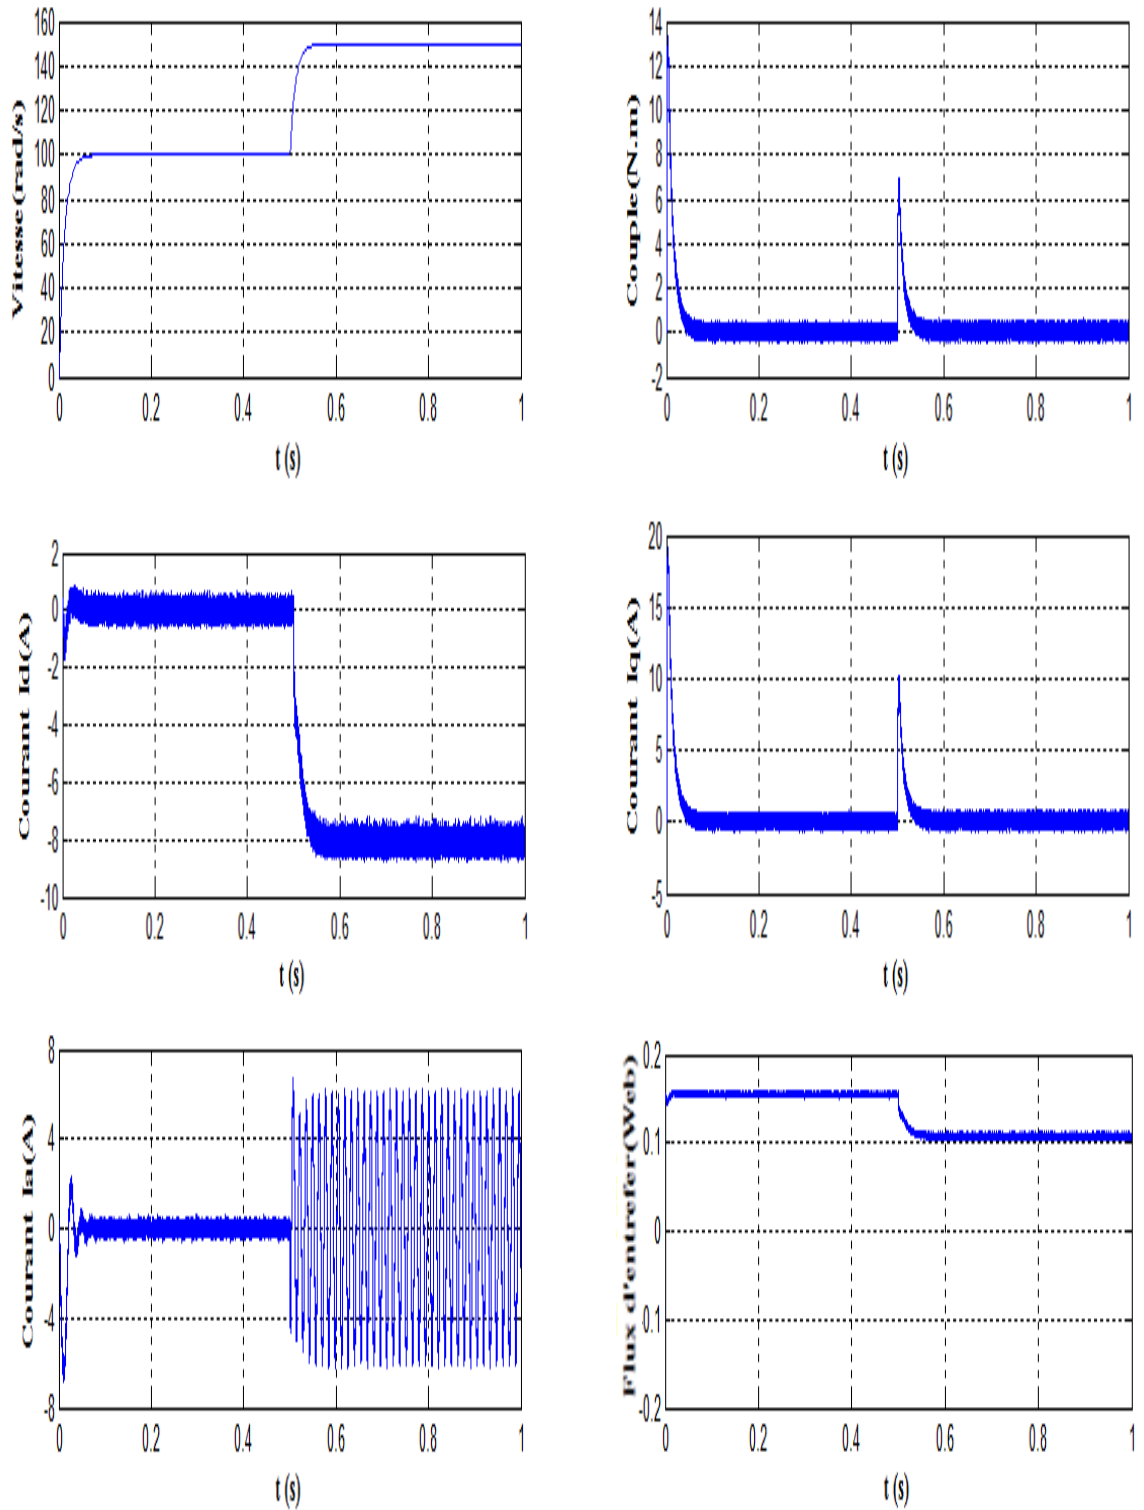 Vitesse(rad/s)
160
140
120
100
80
60
40
20
0
0 0.2 0.4 0.6 0.8 1
t (s)
Couple(N.m)
14
12
10
8
6
4
2
0
-2
0 0.2 0.4 0.6 0.8 1
t (s)
Courant Id(A)
2
0
-2
-4
-6
-8
-10
0 0.2 0.4 0.6 0.8 1
t (s)
Courant Iq(A)
20
15
10
5
0
-5
0 0.2 0.4 0.6 0.8 1
t (s)
Courant Ia(A)
8
4
0
-4
-8
0 0.2 0.4 0.6 0.8 1
t (s)
Flux d'entrefer(Web)
0.2
0.1
0
-0.1
-0.2
0 0.2 0.4 0.6 0.8 1
t (s)